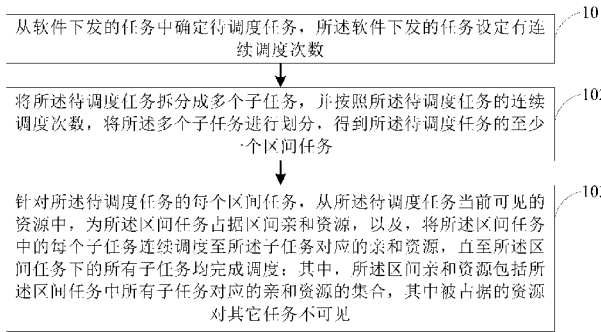 从软件下发的任务中确定待调度任务，所述软件下发的任务设定有连
续调度次数
10
将所述待调度任务拆分成多个子任务，并按照所述待调度任务的连续
调度次数，将所述多个子任务进行划分，得到所述待调度任务的至少
一个区间任务
10
针对所述待调度任务的每个区间任务，从所述待调度任务当前可见的
资源中，为所述区间任务占据区间亲和资源，以及，将所述区间任务
中的每个子任务连续调度至所述子任务对应的亲和资源，直至所述区
间任务下的所有子任务均完成调度；其中，所述区间亲和资源包括所
述区间任务中所有子任务对应的亲和资源的集合，其中被占据的资源
对其它任务不可见
10